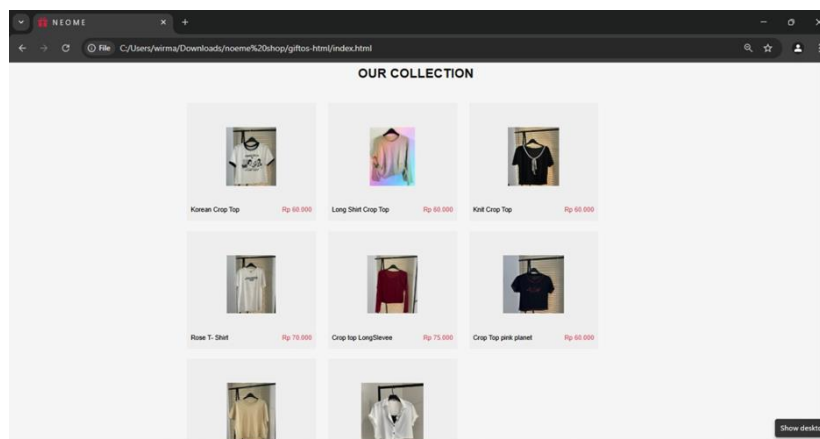 NEOME
File C:/Users/wirma/Downloads/noeme%20shop/giftos-html/index.html
OUR COLLECTION
Korean Crop Top Rp 60.000
Long Shirt Crop Top Rp 60.000
Knit Crop Top Rp 60.000
Rose T- Shirt Rp 70.000
Crop top LongSlevee Rp 75.000
Crop Top pink planet Rp 60.000
Show deskto